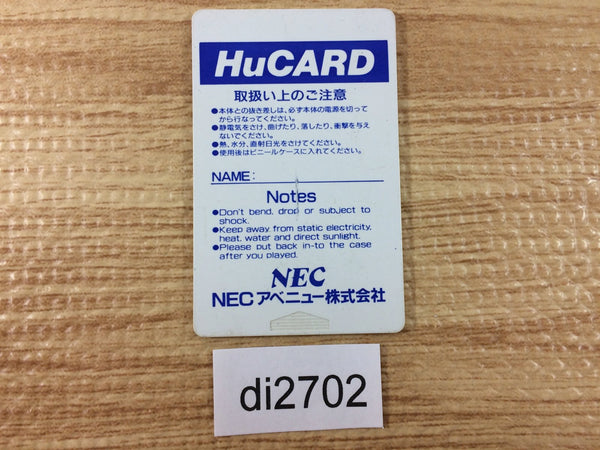 HuCARD
取扱い上のご注意
●本体との抜き差しは、必ず本体の電源を切って
から行なってください。
●静電気をさけ、曲げたり、落したり、衝撃を与え
ないでください。
●熱、水分、直射日光をさけてください。
●使用後はビニールケースに入れてください。
NAME:
Notes
●Don't bend, drop or subject to
shock.
●Keep away from static electricity,
heat, water and direct sunlight.
●Please put back in-to the case
after you played.
NEC
NECアベニュー株式会社
di2702